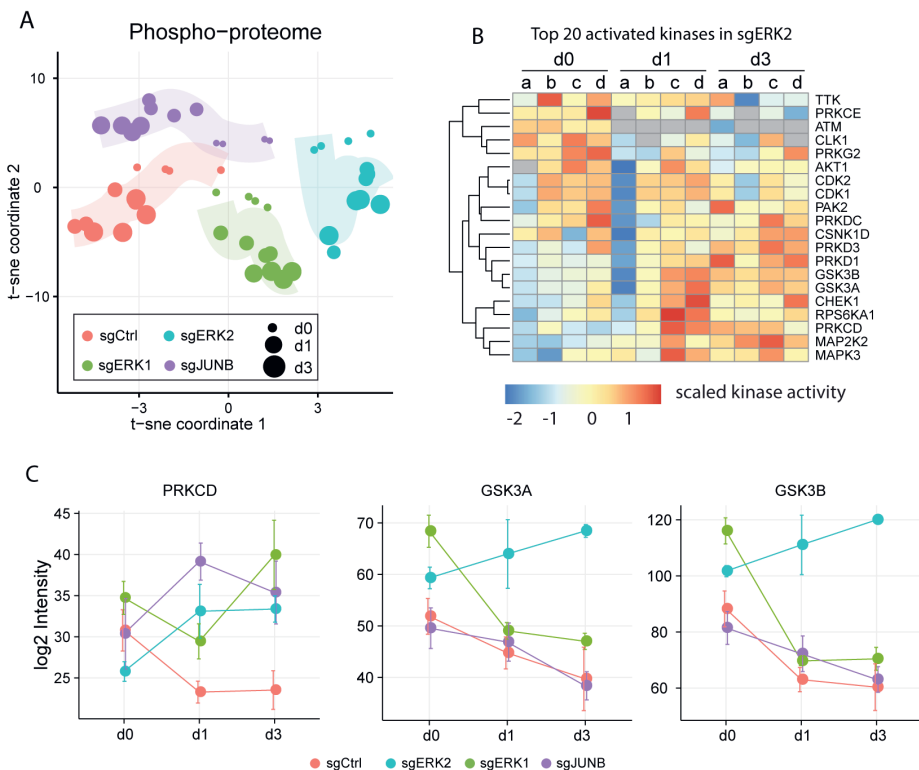 A
Phospho-proteome
10
0
-10
t-sne coordinate 2
-3
0
3
t-sne coordinate 1
sgCtrl
sgERK2
sgERK1
sgJUNB
d0
d1
d3
B
Top 20 activated kinases in sgERK2
d0 d1 d3
a b c d a b c d a b c d
TTK
PRKCE
ATM
CLK1
PRKG2
AKT1
CDK2
CDK1
PAK2
PRKDC
CSNK1D
PRKD3
PRKD1
GSK3B
GSK3A
CHEK1
RPS6KA1
PRKCD
MAP2K2
MAPK3
scaled kinase activity
-2 -1 0 1
C
PRKCD
45
40
35
30
25
log2 Intensity
d0 d1 d3
GSK3A
70
60
50
40
d0 d1 d3
GSK3B
120
100
80
60
d0 d1 d3
sgCtrl sgERK2 sgERK1 sgJUNB